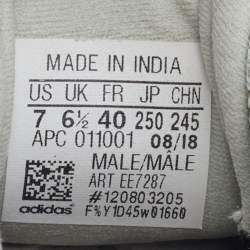 MADE IN INDIA
US UK FR JP CHN
7 6½ 40 250 245
APC 011001 08/18
MALE/MALE
ART EE7287
#120803205
adidas F%Y1D45w01660